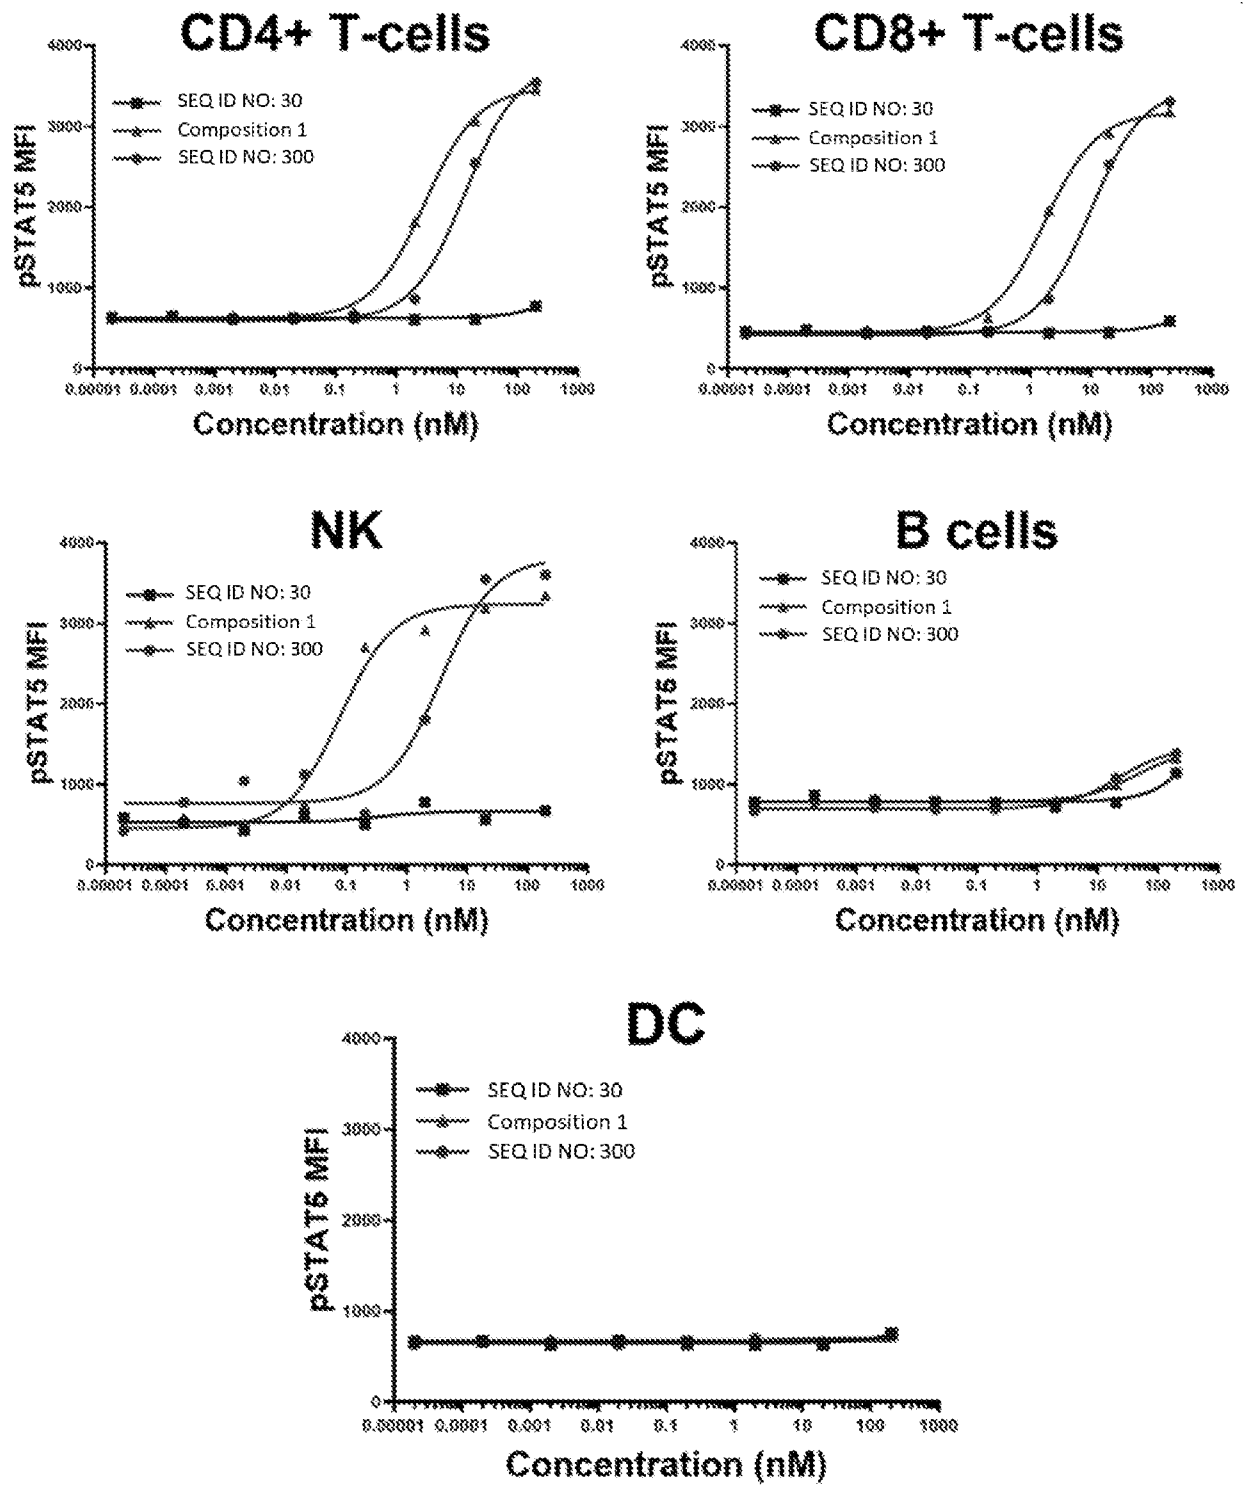 CD4+ T-cells
4000
3000
2000
1000
0
pSTAT5 MFI
SEQ ID NO: 30
Composition 1
SEQ ID NO: 300
0.00001 0.0001 0.001 0.01 0.1 1 10 100 1000
Concentration (nM)
CD8+ T-cells
4000
3000
2000
1000
0
pSTAT5 MFI
SEQ ID NO: 30
Composition 1
SEQ ID NO: 300
0.00001 0.0001 0.001 0.01 0.1 1 10 100 1000
Concentration (nM)
NK
4000
3000
2000
1000
0
pSTAT5 MFI
SEQ ID NO: 30
Composition 1
SEQ ID NO: 300
0.00001 0.0001 0.001 0.01 0.1 1 10 100 1000
Concentration (nM)
B cells
4000
3000
2000
1000
0
pSTAT5 MFI
SEQ ID NO: 30
Composition 1
SEQ ID NO: 300
0.00001 0.0001 0.001 0.01 0.1 1 10 100 1000
Concentration (nM)
DC
4000
3000
2000
1000
0
pSTAT5 MFI
SEQ ID NO: 30
Composition 1
SEQ ID NO: 300
0.00001 0.0001 0.001 0.01 0.1 1 10 100 1000
Concentration (nM)